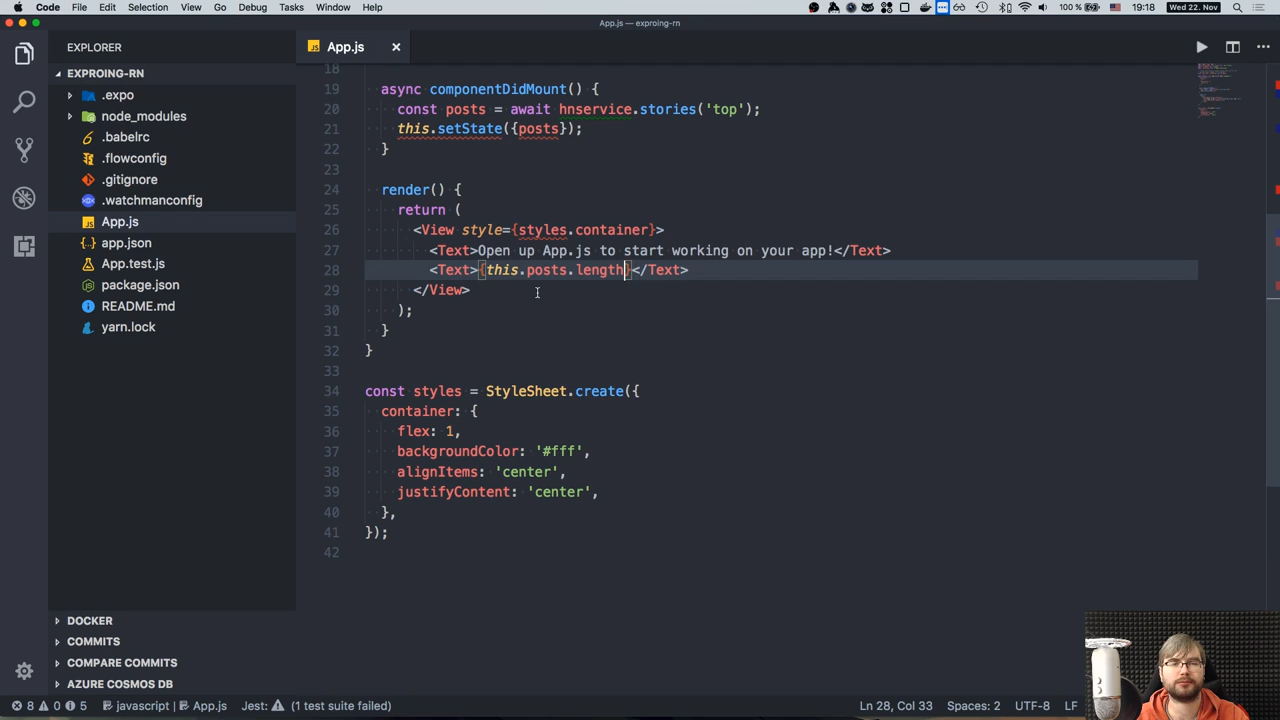 Code File Edit Selection View Go Debug Tasks Window Help 100 % 19:18 Wed 22. Nov
App.js — exproing-rn
EXPLORER
App.js
EXPROING-RN
.expo
node_modules
.babelrc
.flowconfig
.gitignore
.watchmanconfig
App.js
app.json
App.test.js
package.json
README.md
yarn.lock
DOCKER
COMMITS
COMPARE COMMITS
AZURE COSMOS DB
18
19 async componentDidMount() {
20 const posts = await hnservice.stories('top');
21 this.setState({posts});
22 }
23
24 render() {
25 return (
26 <View style={styles.container}>
27 <Text>Open up App.js to start working on your app!</Text>
28 <Text>{this.posts.length}</Text>
29 </View>
30 );
31 }
32 }
33
34 const styles = StyleSheet.create({
35 container: {
36 flex: 1,
37 backgroundColor: '#fff',
38 alignItems: 'center',
39 justifyContent: 'center',
40 },
41 });
42
8 0 5 javascript | App.js Jest: (1 test suite failed) Ln 28, Col 33 Spaces: 2 UTF-8 LF